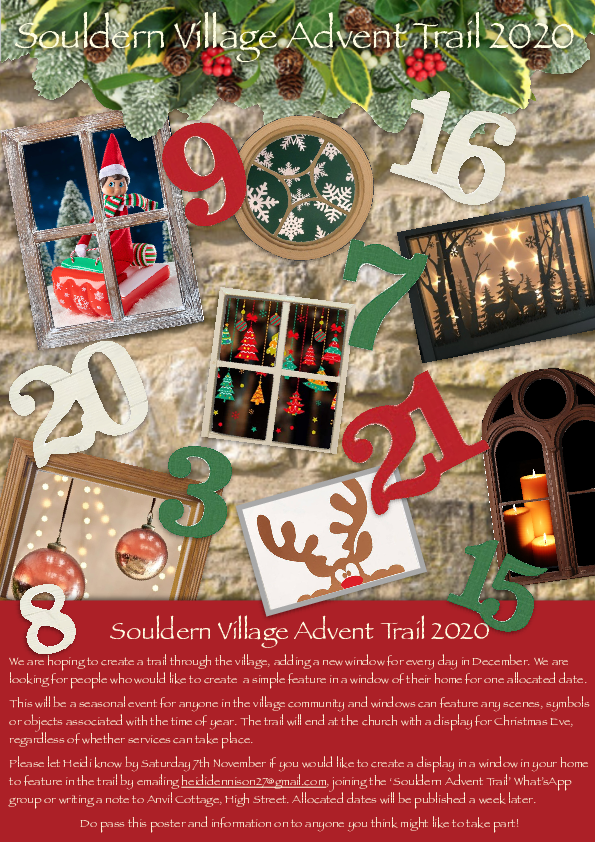 Souldern Village Advent Trail 2020
9
16
7
20
21
3
15
8
Souldern Village Advent Trail 2020
We are hoping to create a trail through the village, adding a new window for every day in December. We are
looking for people who would like to create a simple feature in a window of their home for one allocated date.
This will be a seasonal event for anyone in the village community and windows can feature any scenes, symbols
or objects associated with the time of year. The trail will end at the church with a display for Christmas Eve,
regardless of whether services can take place.
Please let Heidi know by Saturday 7th November if you would like to create a display in a window in your home
to feature in the trail by emailing heididennison27@gmail.com, joining the 'Souldern Advent Trail' What'sApp
group or writing a note to Anvil Cottage, High Street. Allocated dates will be published a week later.
Do pass this poster and information on to anyone you think might like to take part!